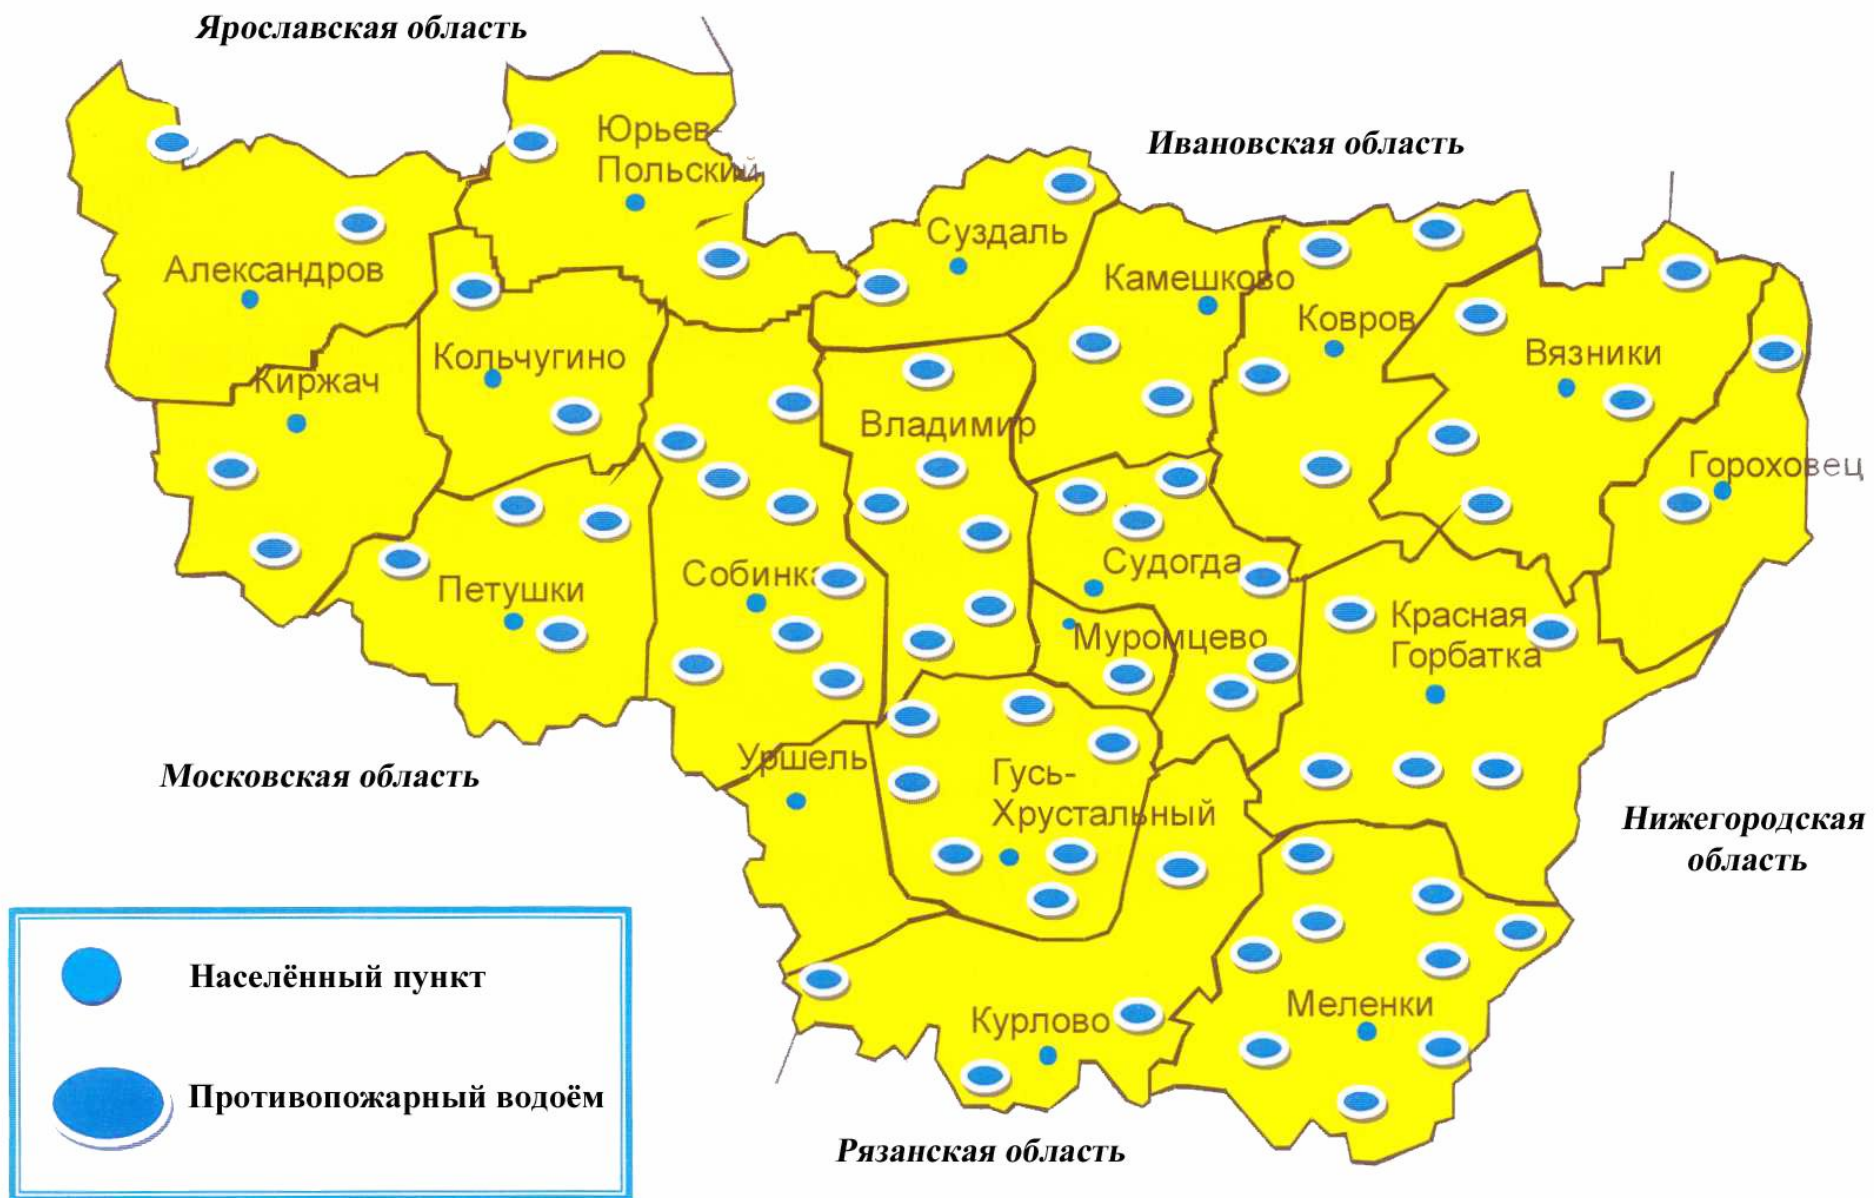 Ярославская область
Ивановская область
Юрьев-
Польский
Суздаль
Александров
Камешково
Ковров
Вязники
Кольчугино
Киржач
Владимир
Гороховец
Судогда
Собинка
Петушки
Муромцево
Красная
Горбатка
Московская область
Уршель
Гусь-
Хрустальный
Нижегородская
область
Населённый пункт
Меленки
Курлово
Противопожарный водоём
Рязанская область